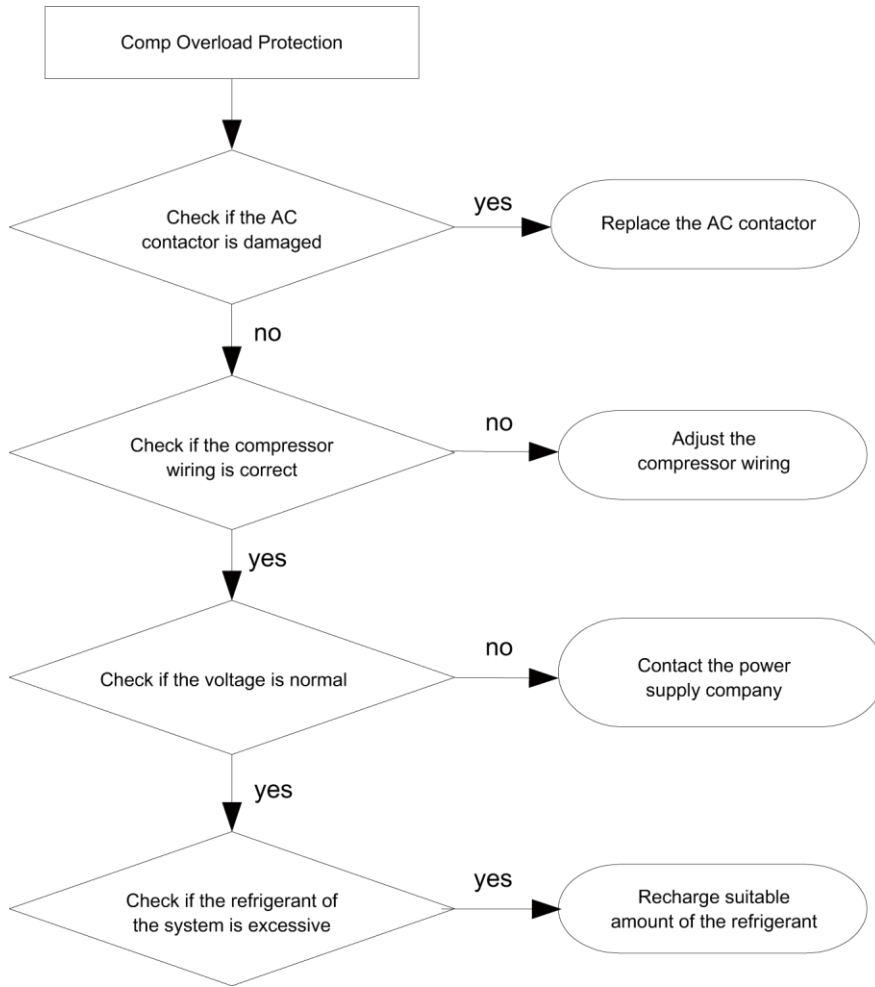 Comp Overload Protection
Check if the AC
contactor is damaged
yes
Replace the AC contactor
no
Check if the compressor
wiring is correct
no
Adjust the
compressor wiring
yes
Check if the voltage is normal
no
Contact the power
supply company
yes
Check if the refrigerant of
the system is excessive
yes
Recharge suitable
amount of the refrigerant